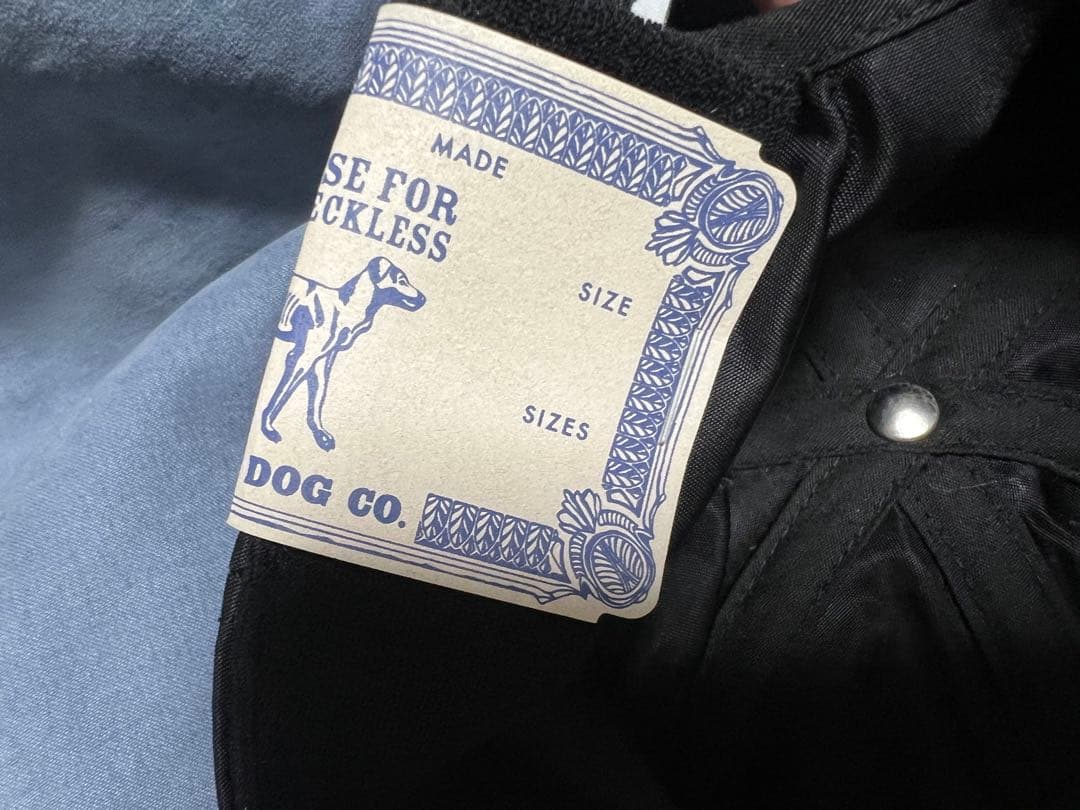 MADE
SE FOR
ECKLESS
SIZE
SIZES
DOG CO.